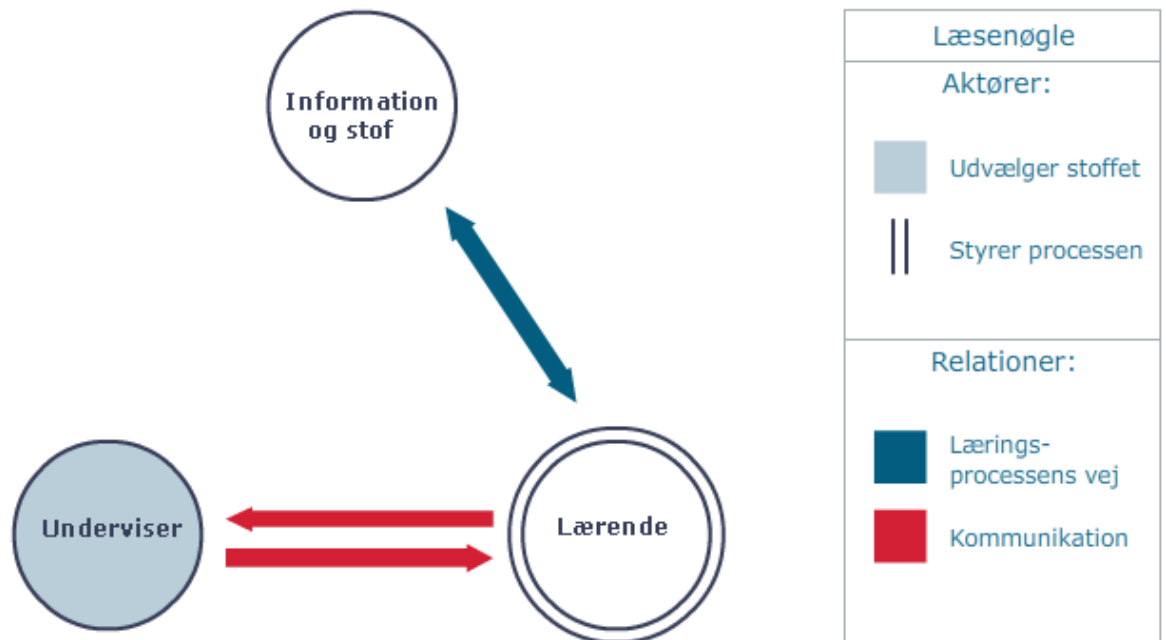 Information
og stof
Underviser
Lærende
Læsenøgle
Aktører:
Udvælger stoffet
Styrer processen
Relationer:
Lærings-
processens vej
Kommunikation